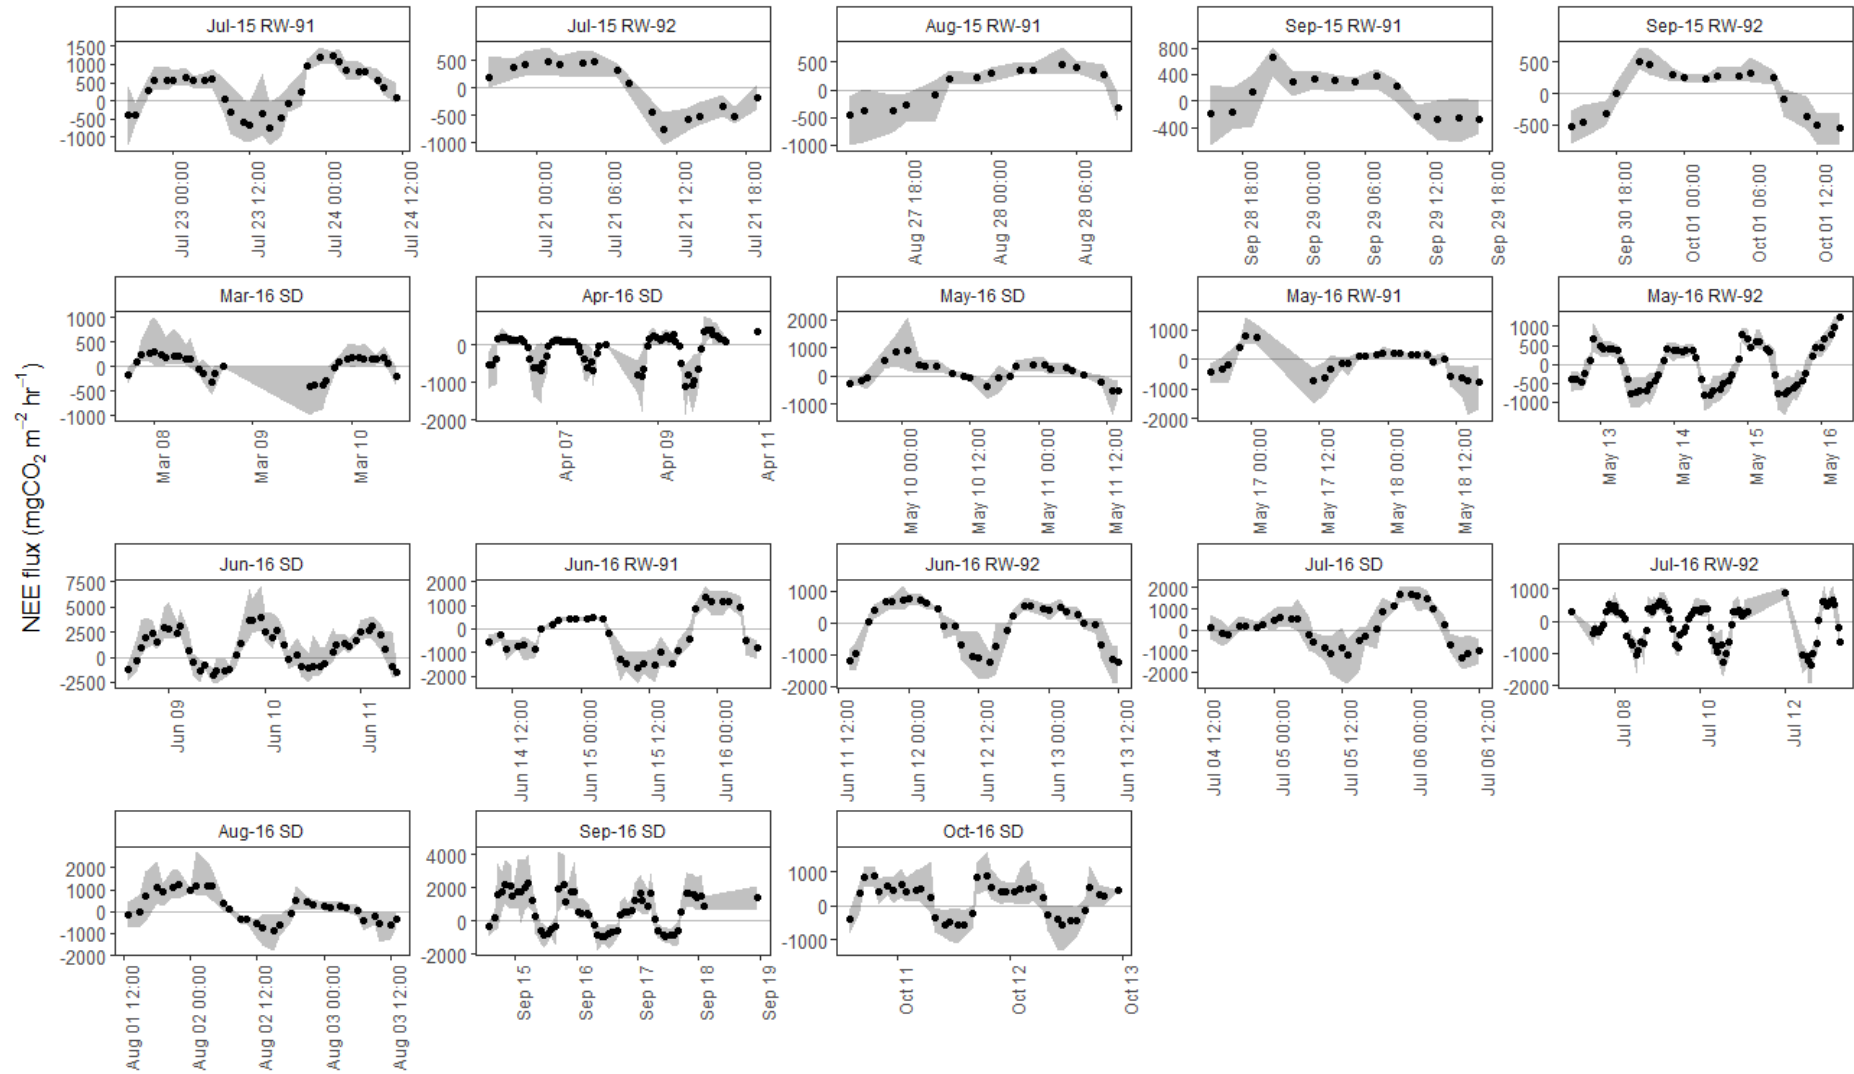 Jul-15 RW-91 Jul-15 RW-92 Aug-15 RW-91 Sep-15 RW-91 Sep-15 RW-92
1500 1000 500 0 -500 -1000
500 0 -500 -1000
500 0 -500 -1000
800 400 0 -400
500 0 -500
Jul 23 00:00 Jul 23 12:00 Jul 24 00:00 Jul 24 12:00
Jul 21 00:00 Jul 21 06:00 Jul 21 12:00 Jul 21 18:00
Aug 27 18:00 Aug 28 00:00 Aug 28 06:00
Sep 28 18:00 Sep 29 00:00 Sep 29 06:00 Sep 29 12:00 Sep 29 18:00
Sep 30 18:00 Oct 01 00:00 Oct 01 06:00 Oct 01 12:00
NEE flux (mgCO₂ m⁻² hr⁻¹)
Mar-16 SD Apr-16 SD May-16 SD May-16 RW-91 May-16 RW-92
1000 500 0 -500 -1000
0 -1000 -2000
2000 1000 0 -1000
1000 0 -1000 -2000
1000 500 0 -500 -1000
Mar 08 Mar 09 Mar 10
Apr 07 Apr 09 Apr 11
May 10 00:00 May 10 12:00 May 11 00:00 May 11 12:00
May 17 00:00 May 17 12:00 May 18 00:00 May 18 12:00
May 13 May 14 May 15 May 16
Jun-16 SD Jun-16 RW-91 Jun-16 RW-92 Jul-16 SD Jul-16 RW-92
7500 5000 2500 0 -2500
2000 1000 0 -1000 -2000
1000 0 -1000 -2000
2000 1000 0 -1000 -2000
1000 0 -1000 -2000
Jun 09 Jun 10 Jun 11
Jun 14 12:00 Jun 15 00:00 Jun 15 12:00 Jun 16 00:00
Jun 11 12:00 Jun 12 00:00 Jun 12 12:00 Jun 13 00:00 Jun 13 12:00
Jul 04 12:00 Jul 05 00:00 Jul 05 12:00 Jul 06 00:00 Jul 06 12:00
Jul 08 Jul 10 Jul 12
Aug-16 SD Sep-16 SD Oct-16 SD
2000 1000 0 -1000 -2000
4000 2000 0 -2000
1000 0 -1000
Aug 01 12:00 Aug 02 00:00 Aug 02 12:00 Aug 03 00:00 Aug 03 12:00
Sep 15 Sep 16 Sep 17 Sep 18 Sep 19
Oct 11 Oct 12 Oct 13